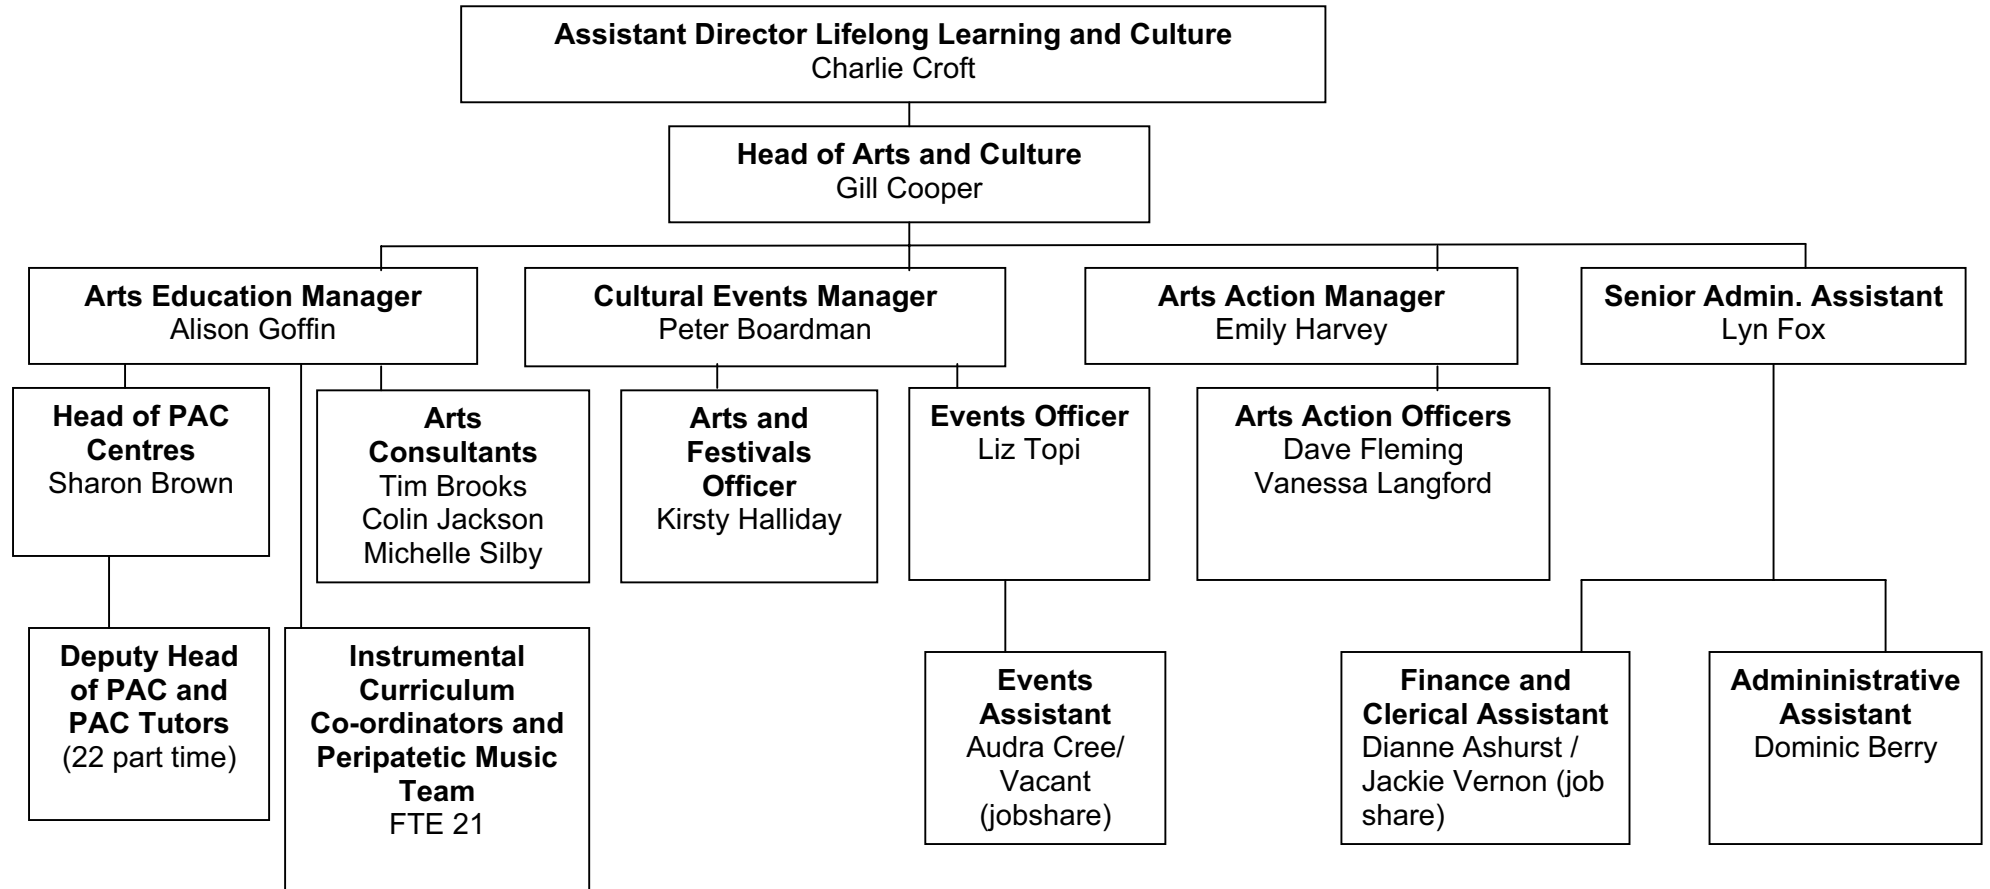 Assistant Director Lifelong Learning and Culture
Charlie Croft
Head of Arts and Culture
Gill Cooper
Arts Education Manager
Alison Goffin
Cultural Events Manager
Peter Boardman
Arts Action Manager
Emily Harvey
Senior Admin. Assistant
Lyn Fox
Head of PAC
Centres
Sharon Brown
Arts
Consultants
Tim Brooks
Colin Jackson
Michelle Silby
Arts and
Festivals
Officer
Kirsty Halliday
Events Officer
Liz Topi
Arts Action Officers
Dave Fleming
Vanessa Langford
Deputy Head
of PAC and
PAC Tutors
(22 part time)
Instrumental
Curriculum
Co-ordinators and
Peripatetic Music
Team
FTE 21
Events
Assistant
Audra Cree/
Vacant
(jobshare)
Finance and
Clerical Assistant
Dianne Ashurst /
Jackie Vernon (job
share)
Admininistrative
Assistant
Dominic Berry